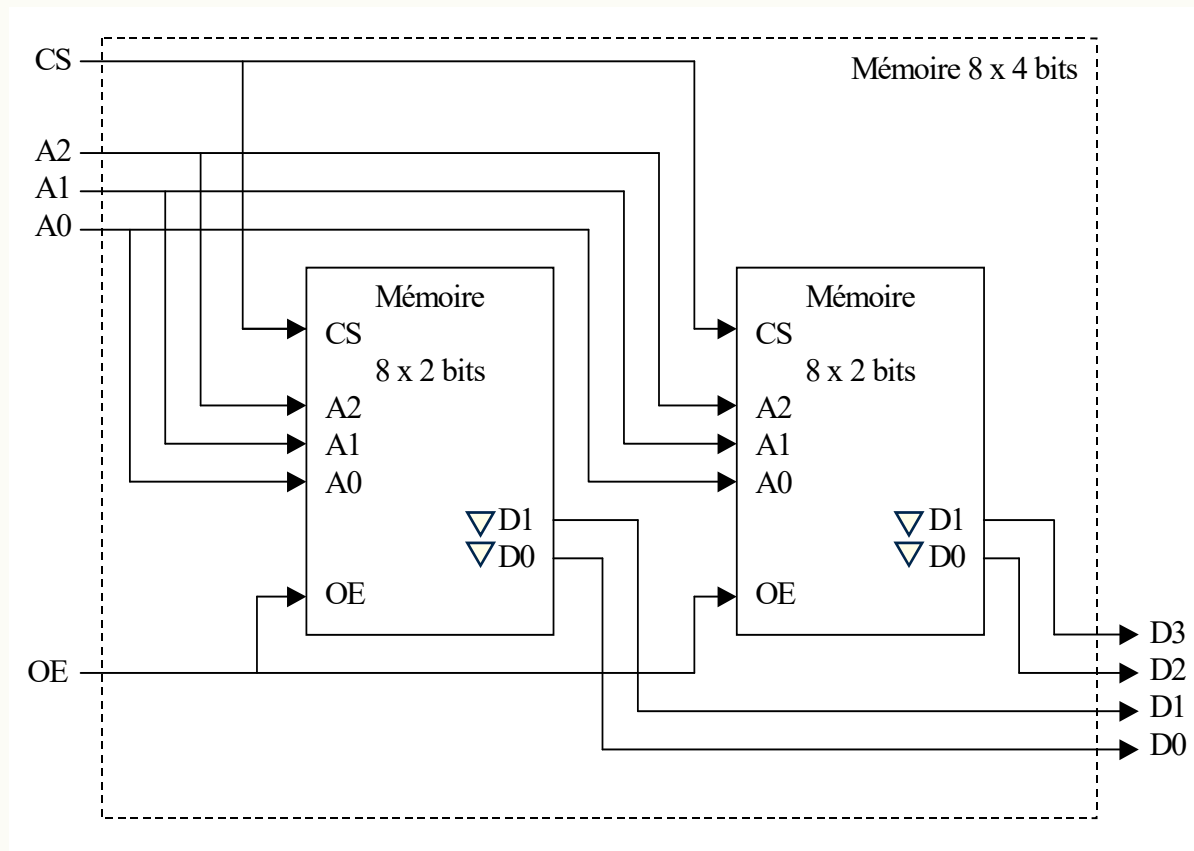 CS
Mémoire 8 x 4 bits
A2
A1
A0
Mémoire
CS
8 x 2 bits
A2
A1
A0
D1
D0
OE
Mémoire
CS
8 x 2 bits
A2
A1
A0
D1
D0
OE
OE
D3
D2
D1
D0